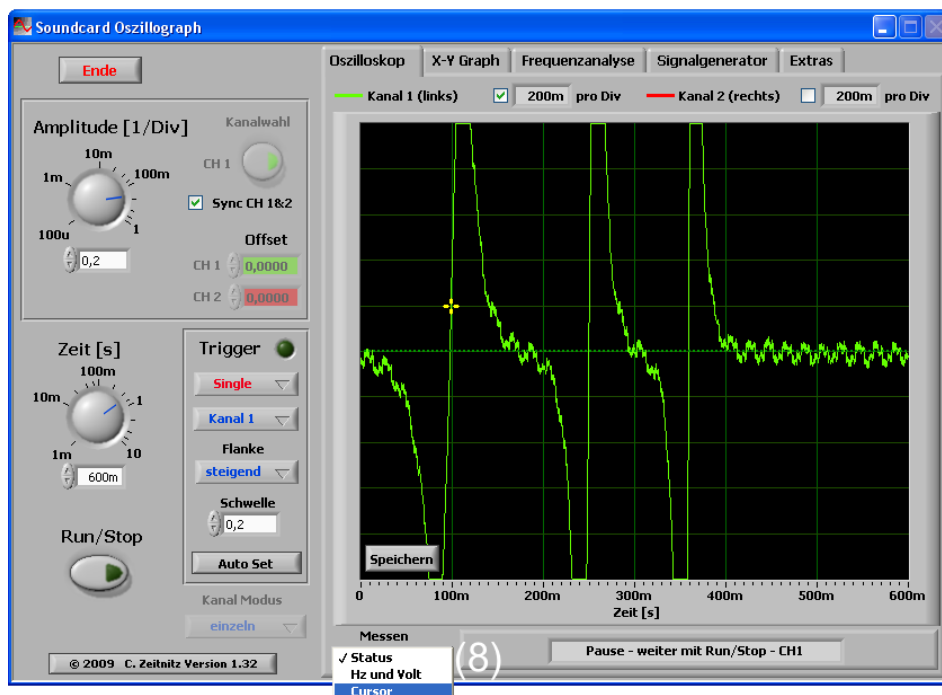 Soundcard Oszillograph
Ende
Amplitude [1/Div]
Kanalwahl
10m
1m
100m
100u
1
CH 1
Sync CH 1&2
Offset
0,2
CH 1 0,0000
CH 2 0,0000
Zeit [s]
100m
10m
1
1m
10
600m
Run/Stop
Trigger
Single
Kanal 1
Flanke
steigend
Schwelle
0,2
Auto Set
Kanal Modus
einzeln
© 2009 C. Zeitnitz Version 1.32
Oszilloskop X-Y Graph Frequenzanalyse Signalgenerator Extras
Kanal 1 (links) 200m pro Div Kanal 2 (rechts) 200m pro Div
Speichern
0 100m 200m 300m 400m 500m 600m
Zeit [s]
Messen
Status
Hz und Volt
Cursor
(8)
Pause - weiter mit Run/Stop - CH1